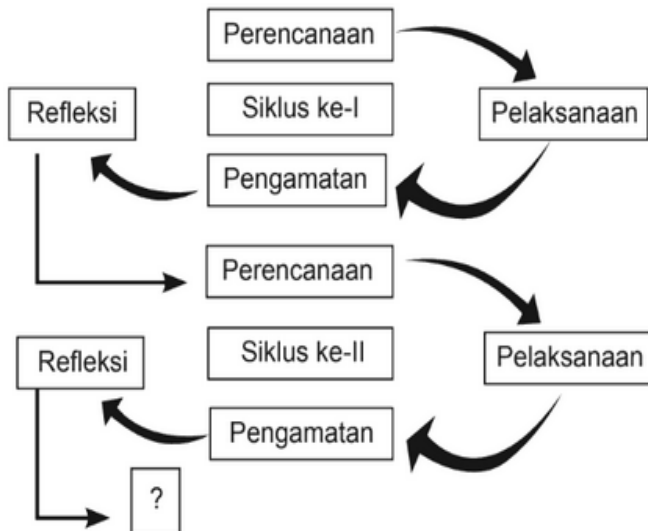 Perencanaan
Refleksi
Siklus ke-I
Pelaksanaan
Pengamatan
Perencanaan
Refleksi
Siklus ke-II
Pelaksanaan
Pengamatan
?